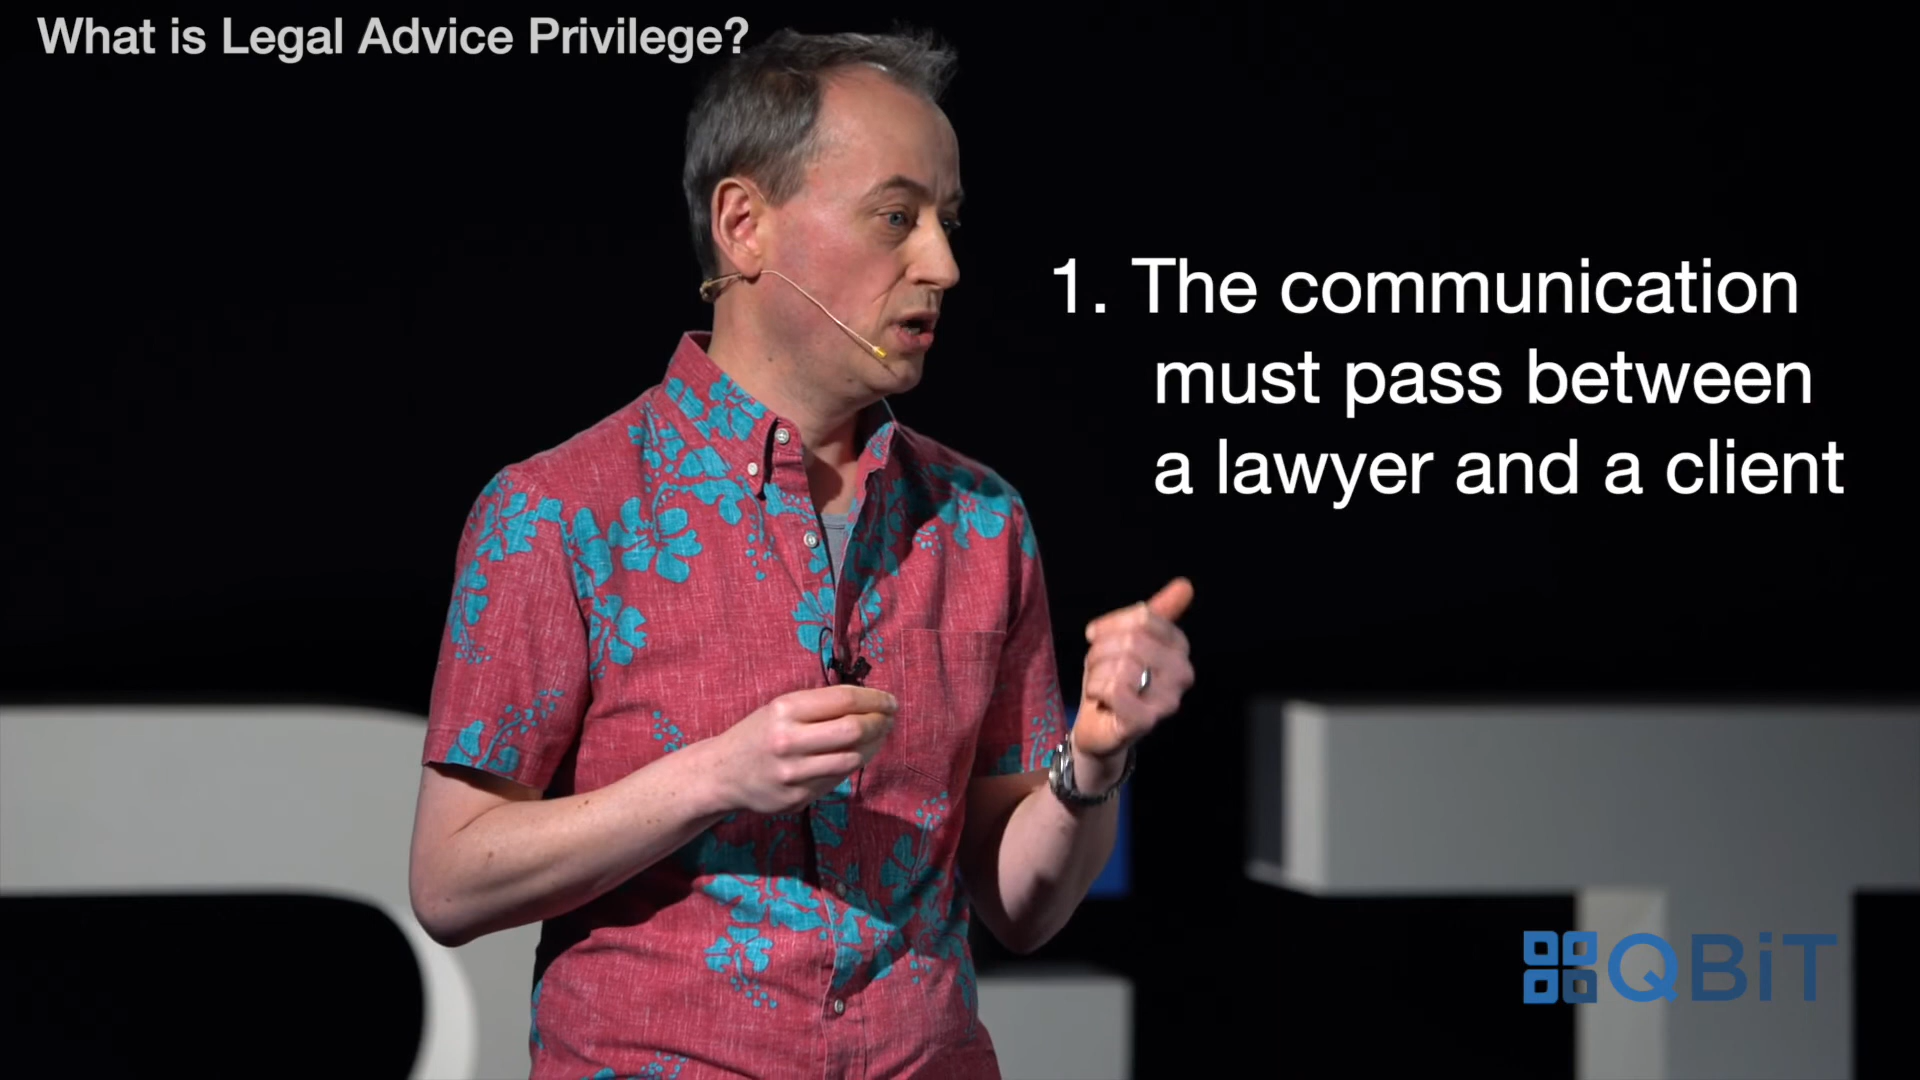 What is Legal Advice Privilege?
1. The communication
must pass between
a lawyer and a client
QBiT